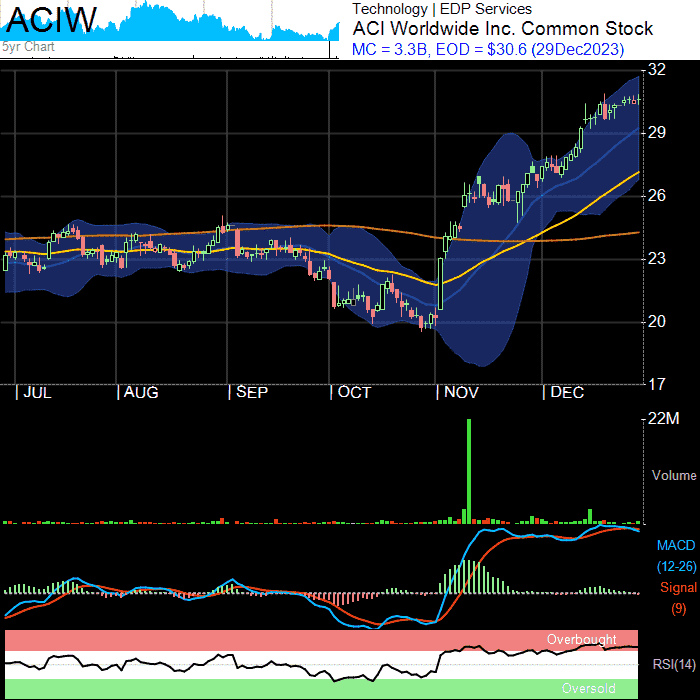 ACIW
5yr Chart
Technology | EDP Services
ACI Worldwide Inc. Common Stock
MC = 3.3B, EOD = $30.6 (29Dec2023)
32
29
26
23
20
17
| JUL | AUG | SEP | OCT | NOV | DEC
22M
Volume
MACD
(12-26)
Signal
(9)
Overbought
RSI(14)
Oversold